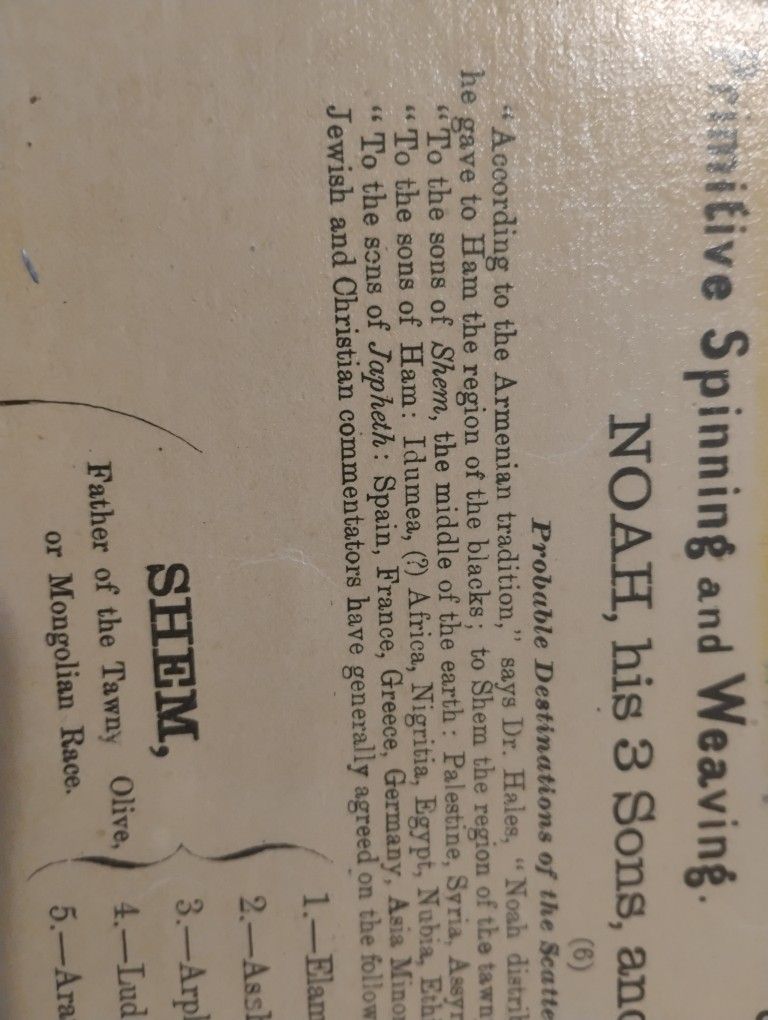 Primitive Spinning and Weaving.
NOAH, his 3 Sons, and
(6)
Probable Destinations of the Scatte
“According to the Armenian tradition,” says Dr. Hales, “Noah distrib
he gave to Ham the region of the blacks; to Shem the region of the tawn
“To the sons of Shem, the middle of the earth: Palestine, Syria, Assyr
“To the sons of Ham: Idumea, (?) Africa, Nigritia, Egypt, Nubia, Ethi
“To the sons of Japheth: Spain, France, Greece, Germany, Asia Minor
Jewish and Christian commentators have generally agreed on the follow
1.—Elam
2.—Assh
SHEM,
3.—Arph
Father of the Tawny Olive,
4.—Lud
or Mongolian Race.
5.—Ara